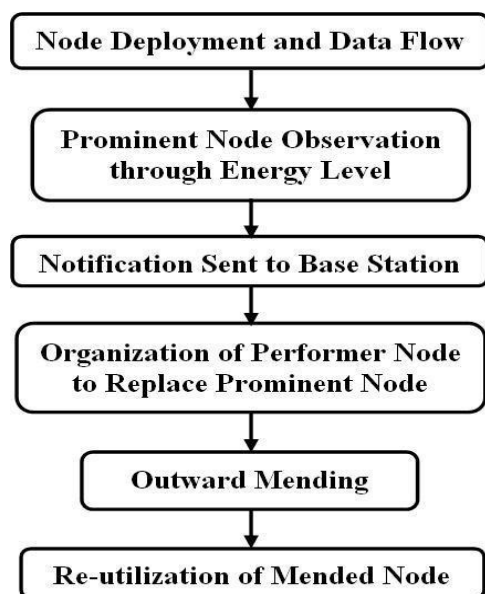 Node Deployment and Data Flow
Prominent Node Observation
through Energy Level
Notification Sent to Base Station
Organization of Performer Node
to Replace Prominent Node
Outward Mending
Re-utilization of Mended Node